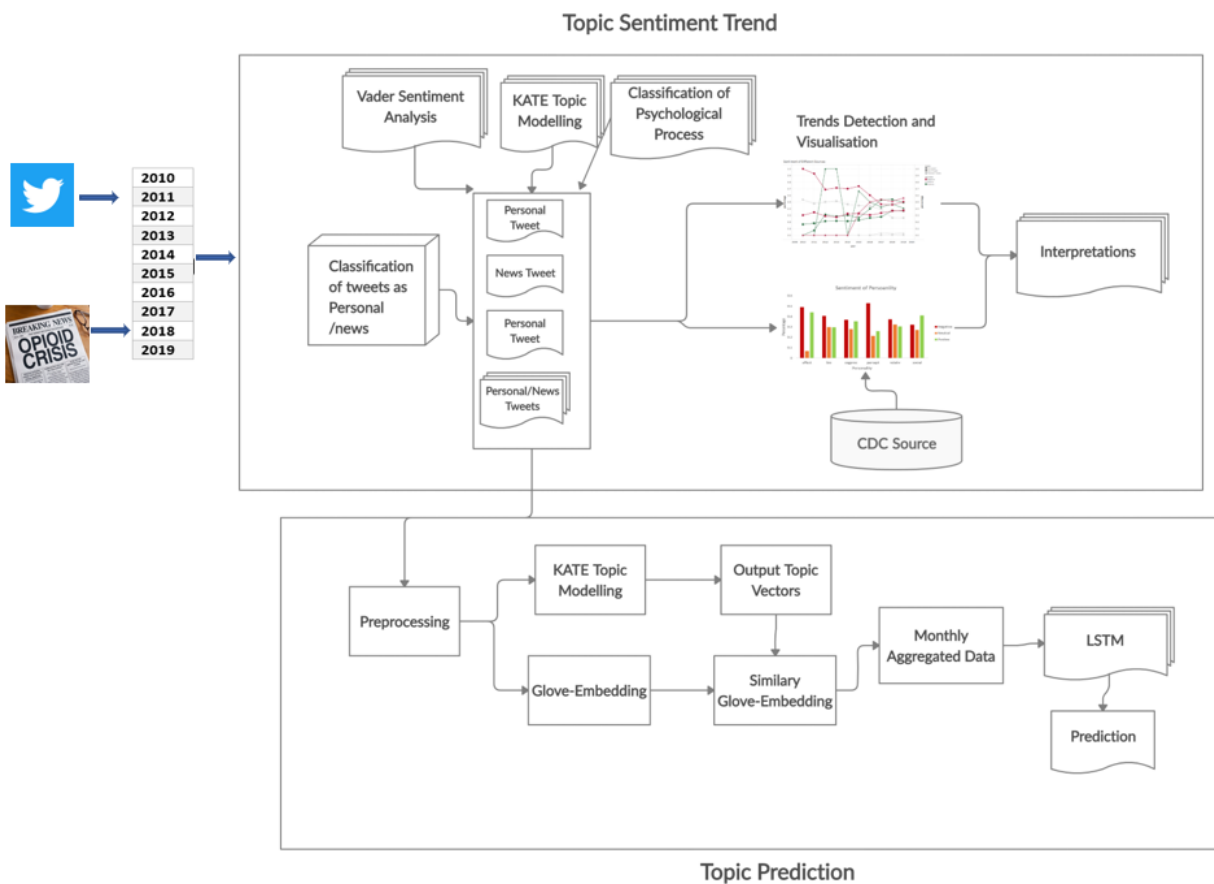 Topic Sentiment Trend
Vader Sentiment
Analysis
KATE Topic
Modelling
Classification of
Psychological
Process
2010
2011
2012
2013
2014
2015
2016
2017
2018
2019
BREAKING NEWS
OPIOID
CRISIS
Classification
of tweets as
Personal
/news
Personal
Tweet
News Tweet
Personal
Tweet
Personal/News
Tweets
Trends Detection and
Visualisation
Sentiment of Personality
CDC Source
Interpretations
Preprocessing
KATE Topic
Modelling
Output Topic
Vectors
Glove-Embedding
Similary
Glove-Embedding
Monthly
Aggregated Data
LSTM
Prediction
Topic Prediction